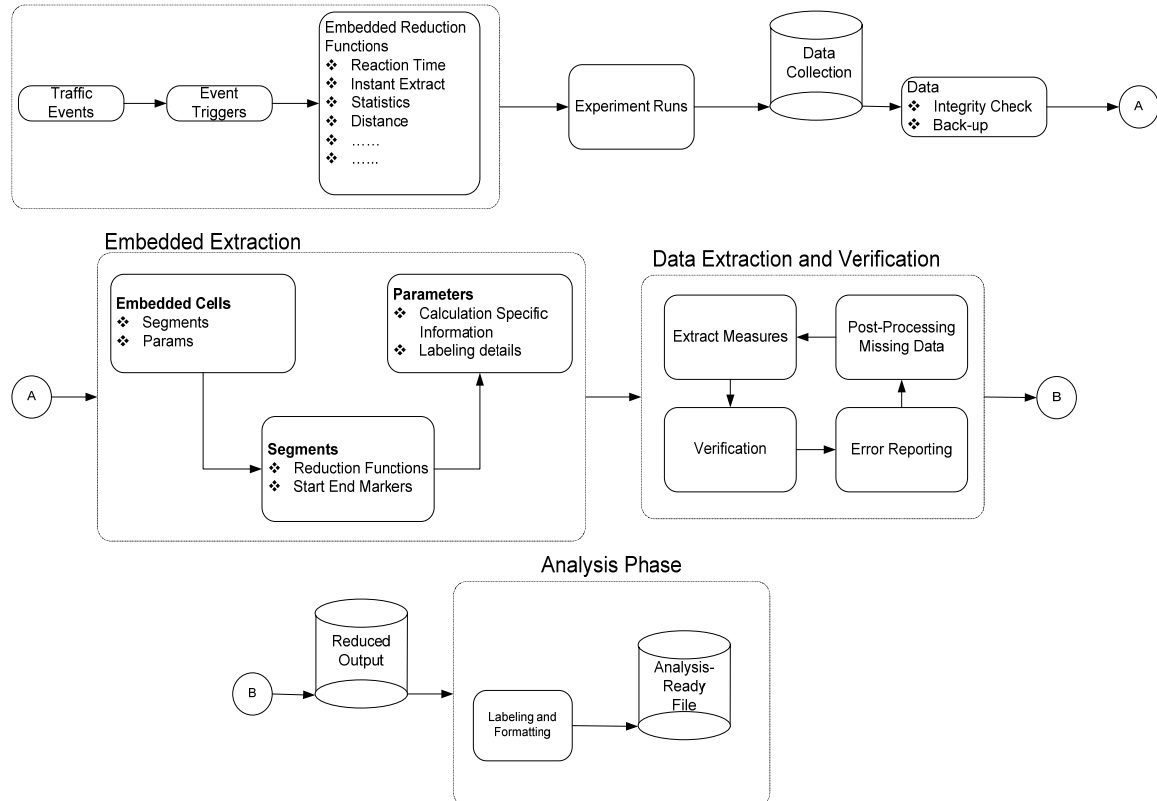 Traffic
Events
Event
Triggers
Embedded Reduction
Functions
❖ Reaction Time
❖ Instant Extract
❖ Statistics
❖ Distance
❖ ……
❖ …...
Experiment Runs
Data
Collection
Data
❖ Integrity Check
❖ Back-up
A
Embedded Extraction
A
Embedded Cells
❖ Segments
❖ Params
Segments
❖ Reduction Functions
❖ Start End Markers
Parameters
❖ Calculation Specific
Information
❖ Labeling details
Data Extraction and Verification
Extract Measures
Post-Processing
Missing Data
Verification
Error Reporting
B
Analysis Phase
B
Reduced
Output
Labeling and
Formatting
Analysis-
Ready
File